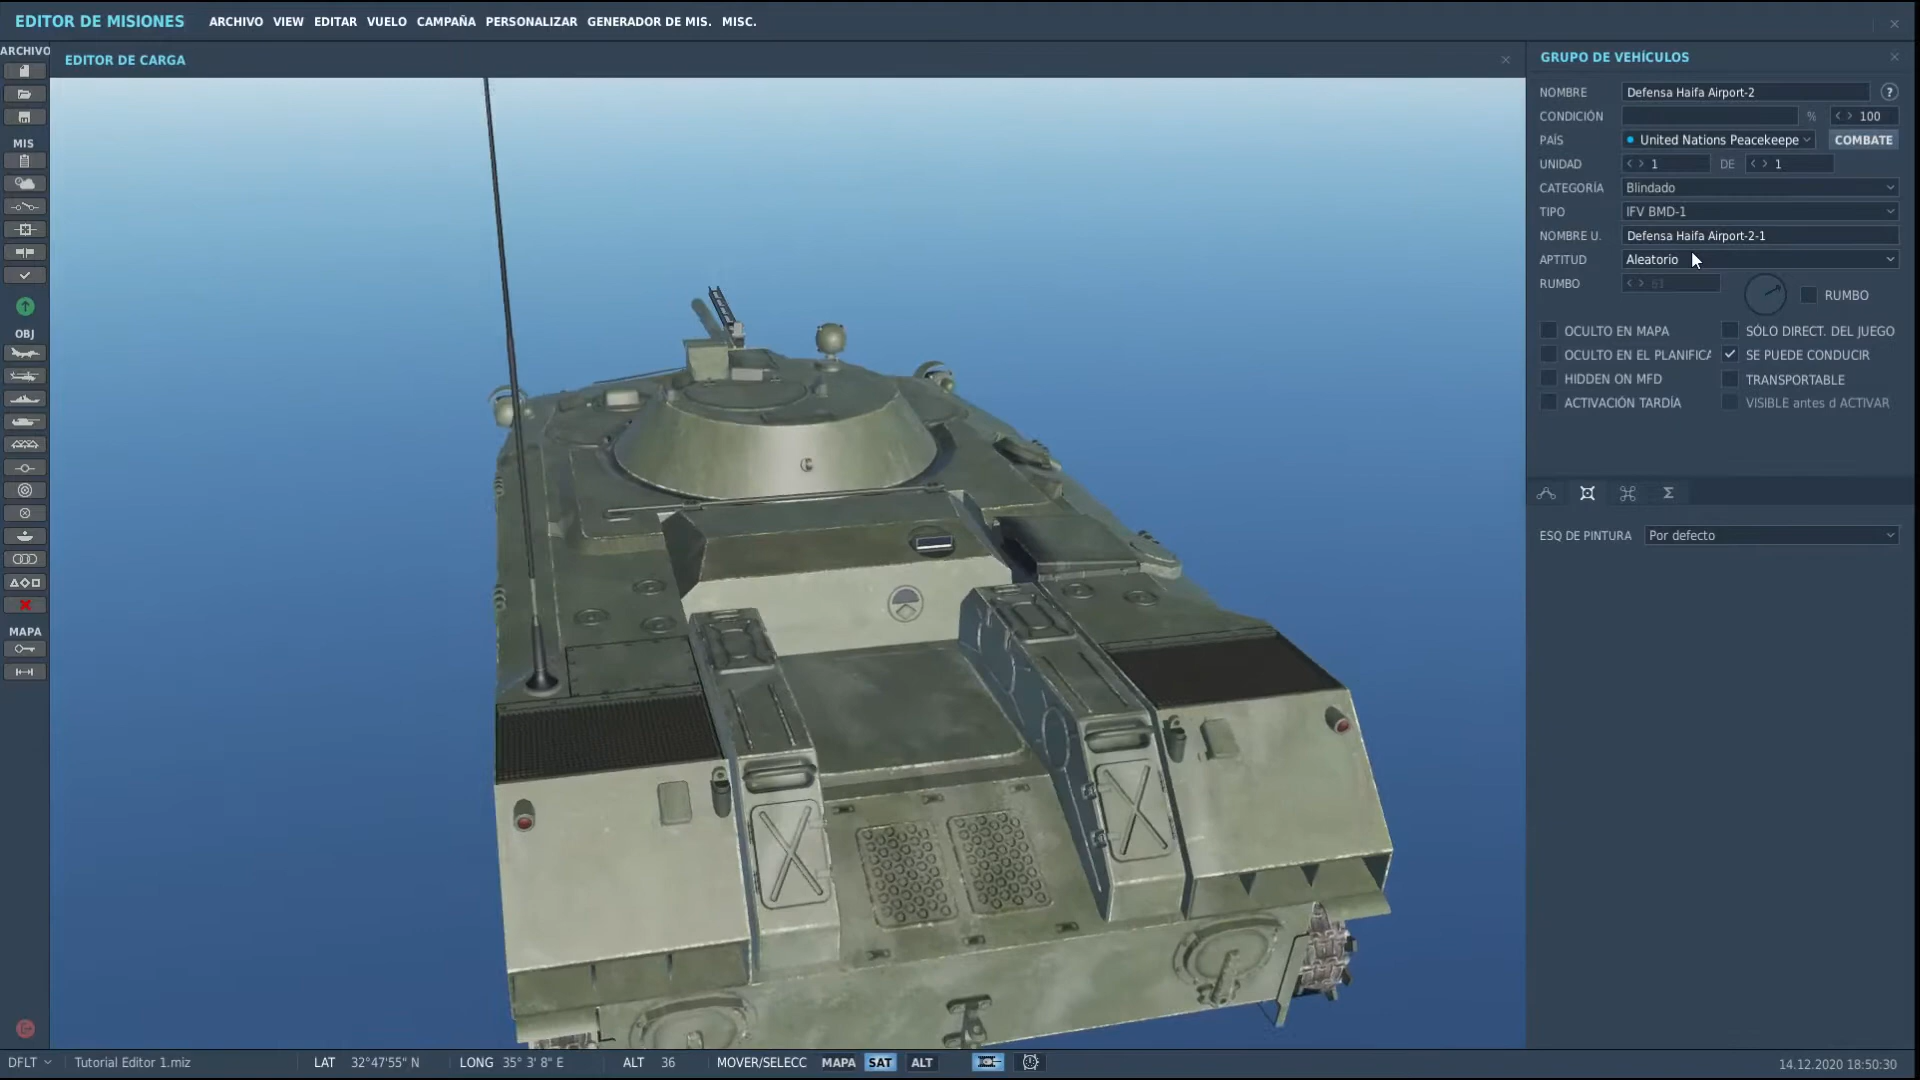 EDITOR DE MISIONES ARCHIVO VIEW EDITAR VUELO CAMPAÑA PERSONALIZAR GENERADOR DE MIS. MISC.
ARCHIVO
MIS
OBJ
MAPA
EDITOR DE CARGA
GRUPO DE VEHÍCULOS
NOMBRE Defensa Haifa Airport-2 ?
CONDICIÓN % 100
PAÍS United Nations Peacekeepe COMBATE
UNIDAD 1 DE 1
CATEGORÍA Blindado
TIPO IFV BMD-1
NOMBRE U. Defensa Haifa Airport-2-1
APTITUD Aleatorio
RUMBO 61 RUMBO
OCULTO EN MAPA SÓLO DIRECT. DEL JUEGO
OCULTO EN EL PLANIFICA SE PUEDE CONDUCIR
HIDDEN ON MFD TRANSPORTABLE
ACTIVACIÓN TARDÍA VISIBLE antes d ACTIVAR
ESQ DE PINTURA Por defecto
DFLT Tutorial Editor 1.miz LAT 32°47'55" N LONG 35° 3' 8" E ALT 36 MOVER/SELECC MAPA SAT ALT 14.12.2020 18:50:30